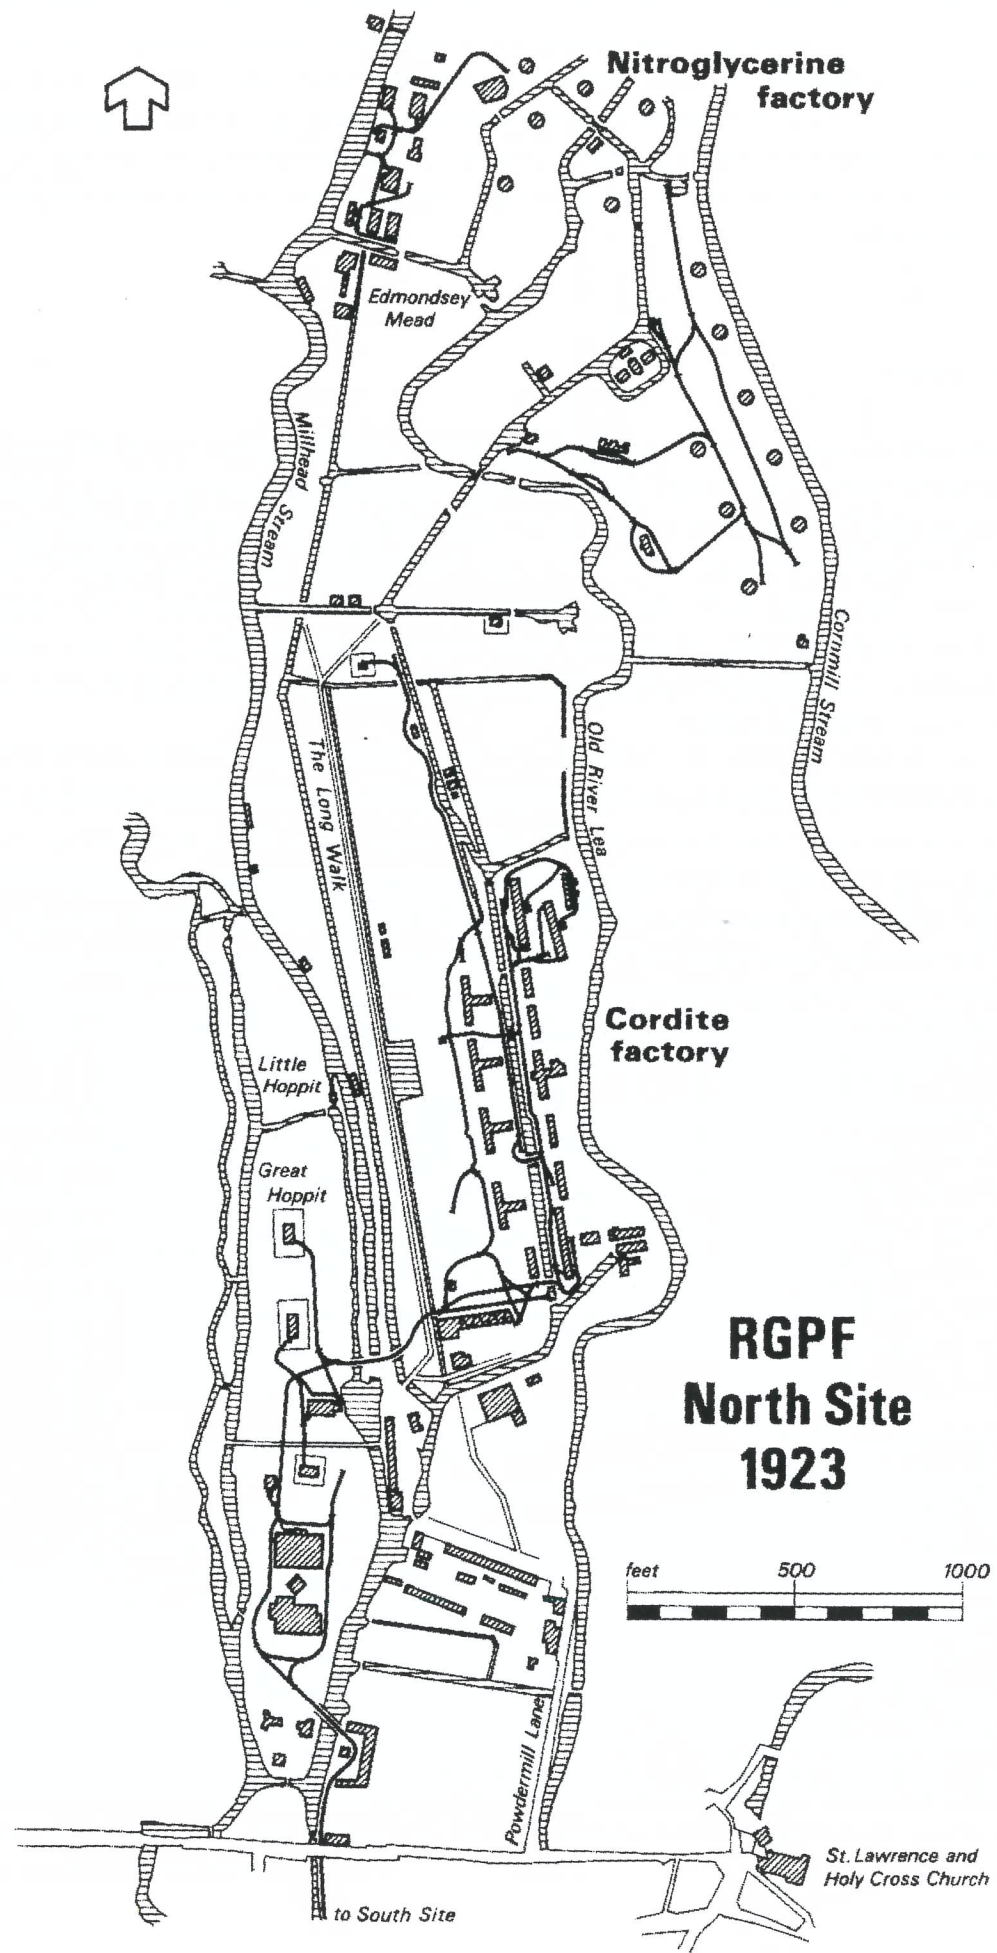 Nitroglycerine
factory
Edmondsey
Mead
Millhead Stream
Cornmill Stream
Old River Lea
The Long Walk
Cordite
factory
Little
Hoppit
Great
Hoppit
RGPF
North Site
1923
feet 500 1000
Powdermill Lane
St. Lawrence and
Holy Cross Church
to South Site